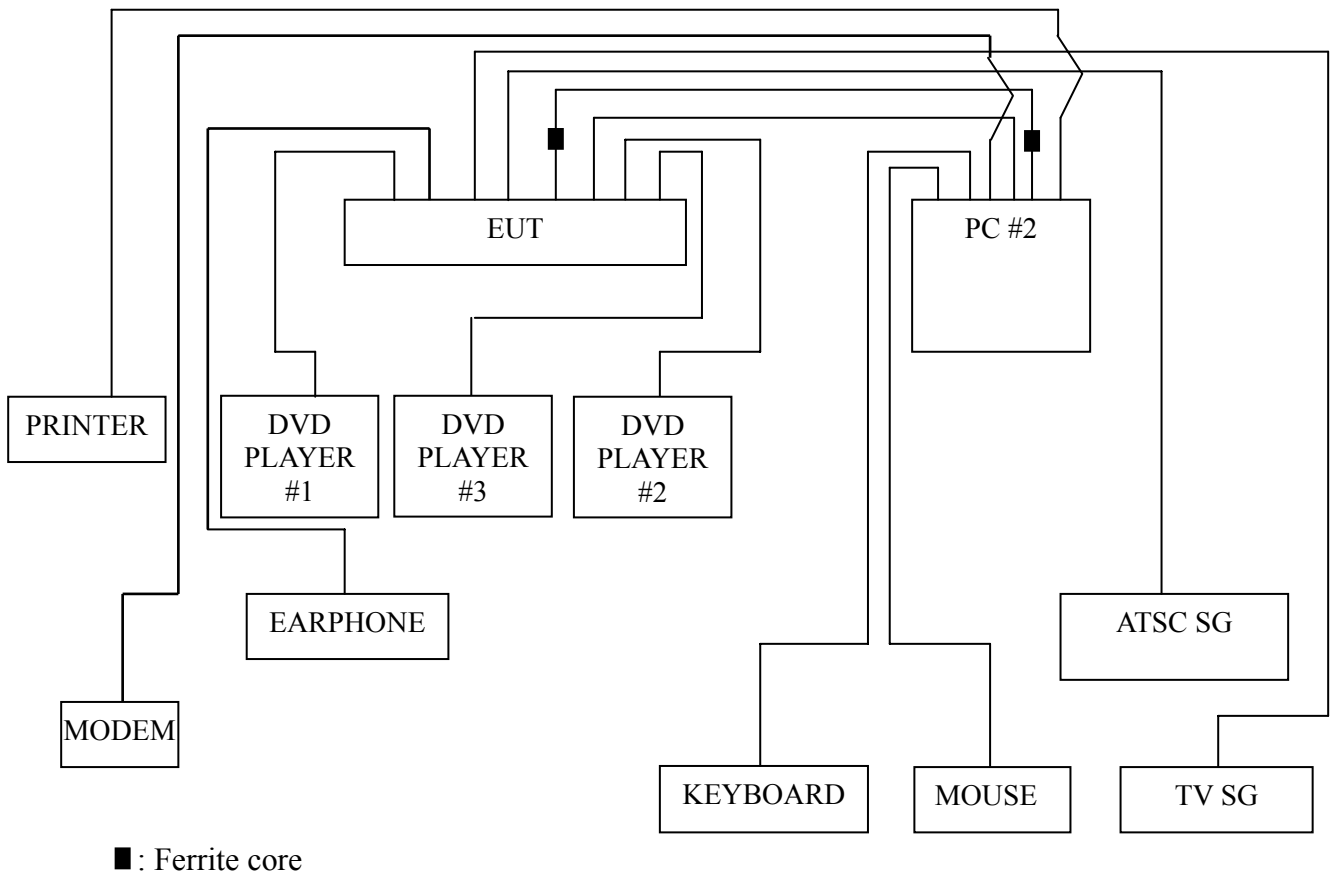 EUT
PC #2
PRINTER
DVD
PLAYER
#1
DVD
PLAYER
#3
DVD
PLAYER
#2
EARPHONE
ATSC SG
MODEM
KEYBOARD
MOUSE
TV SG
: Ferrite core